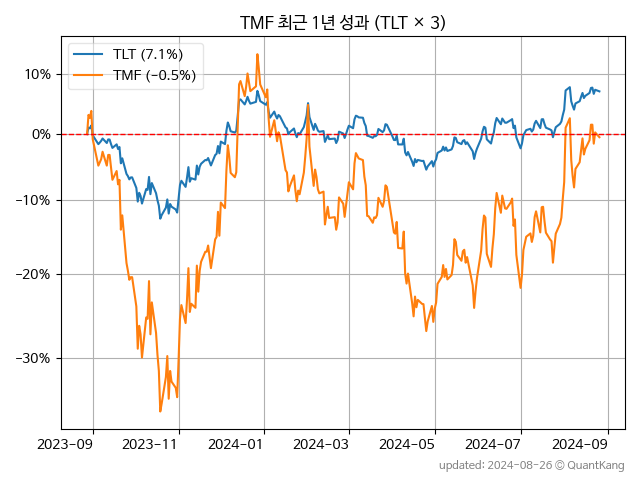 TMF 최근 1년 성과 (TLT × 3)
TLT (7.1%)
TMF (−0.5%)
10%
0%
−10%
−20%
−30%
2023-09 2023-11 2024-01 2024-03 2024-05 2024-07 2024-09
updated: 2024-08-26 © QuantKang